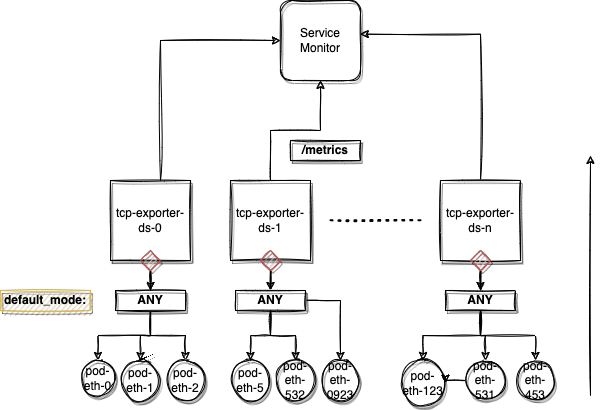 Service
Monitor
/metrics
tcp-exporter-
ds-0
tcp-exporter-
ds-1
tcp-exporter-
ds-n
default_mode:
ANY
ANY
ANY
pod-
eth-0
pod-
eth-1
pod-
eth-2
pod-
eth-5
pod-
eth-
532
pod-
eth-
0923
pod-
eth-123
pod-
eth-
531
pod-
eth-
453